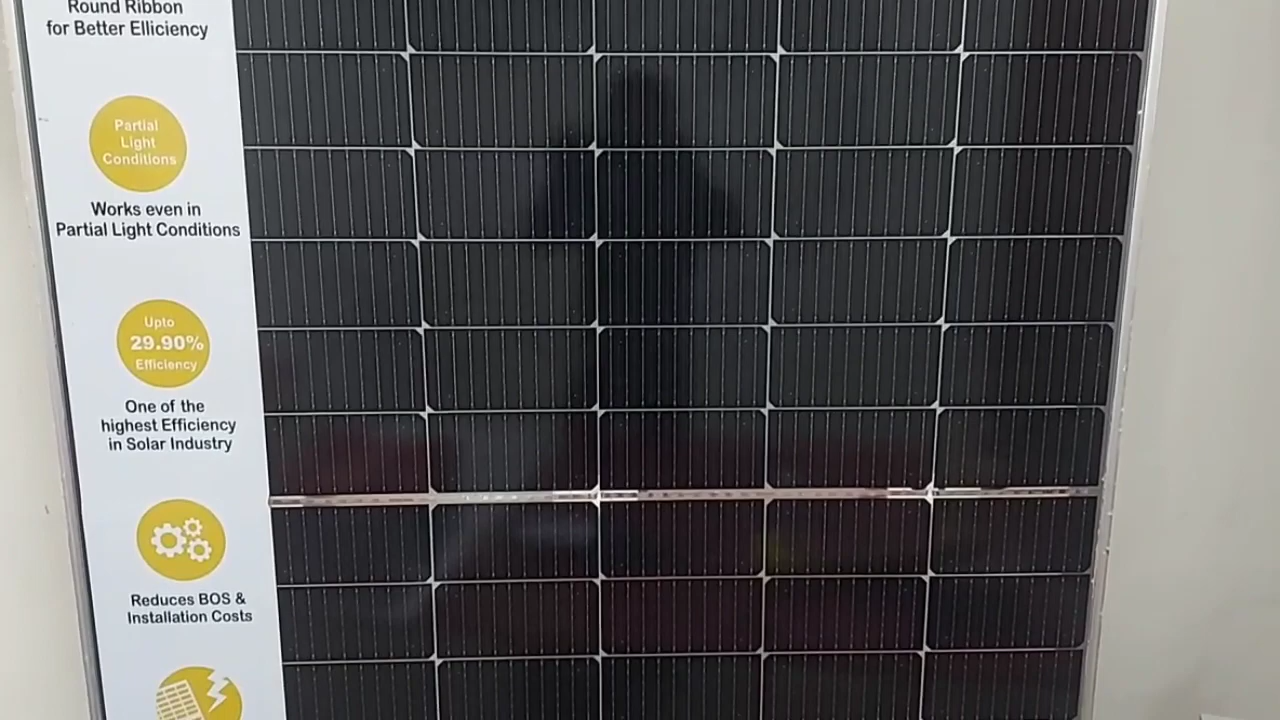 Round Ribbon
for Better Elliciency
Partial
Light
Conditions
Works even in
Partial Light Conditions
Upto
29.90%
Efficiency
One of the
highest Efficiency
in Solar Industry
Reduces BOS &
Installation Costs